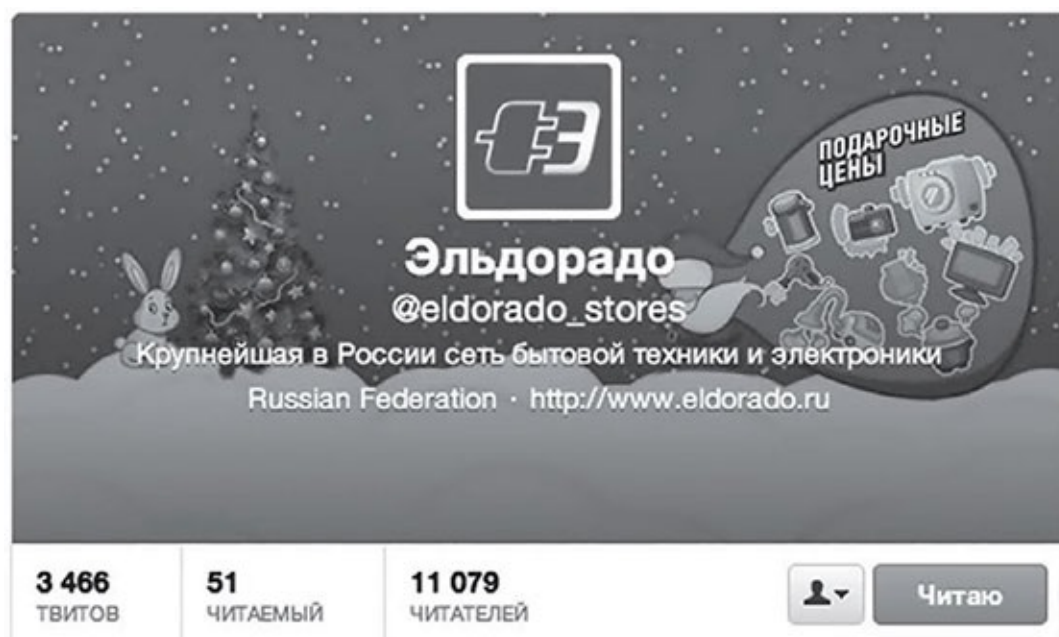 ПОДАРОЧНЫЕ
ЦЕНЫ
Эльдорадо
@eldorado_stores
Крупнейшая в России сеть бытовой техники и электроники
Russian Federation · http://www.eldorado.ru
3 466
ТВИТОВ
51
ЧИТАЕМЫЙ
11 079
ЧИТАТЕЛЕЙ
Читаю